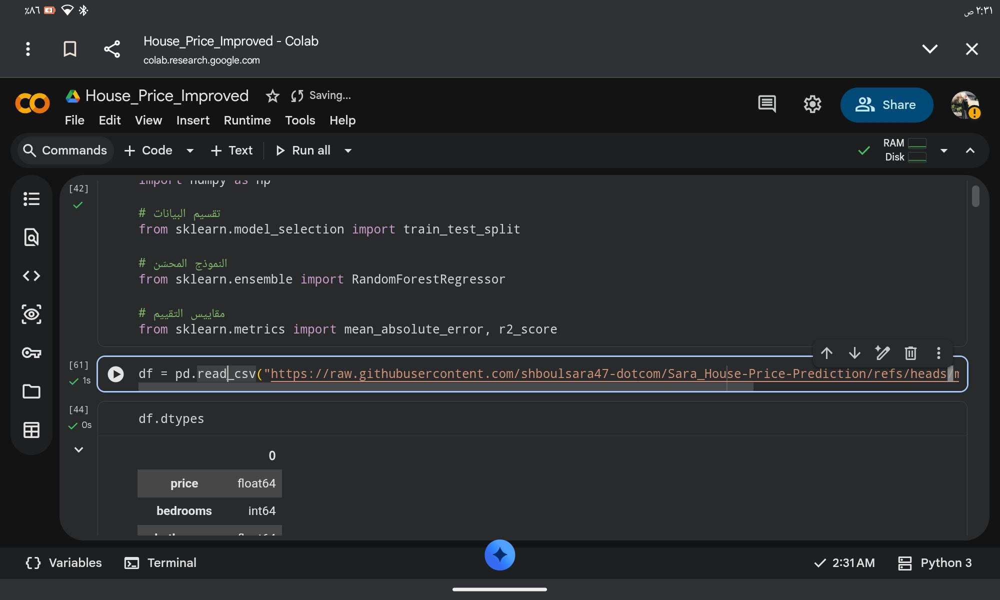 ٪٨٦
٢:٣١ ص
House_Price_Improved - Colab
colab.research.google.com
House_Price_Improved
Saving...
File Edit View Insert Runtime Tools Help
Share
Commands + Code + Text Run all
RAM
Disk
[42]
import numpy as np
# تقسيم البيانات
from sklearn.model_selection import train_test_split
# النموذج المحسّن
from sklearn.ensemble import RandomForestRegressor
# مقاييس التقييم
from sklearn.metrics import mean_absolute_error, r2_score
[61]
1s
df = pd.read_csv("https://raw.githubusercontent.com/shboulsara47-dotcom/Sara_House-Price-Prediction/refs/heads/m
[44]
0s
df.dtypes
0
price float64
bedrooms int64
Variables Terminal
2:31 AM Python 3